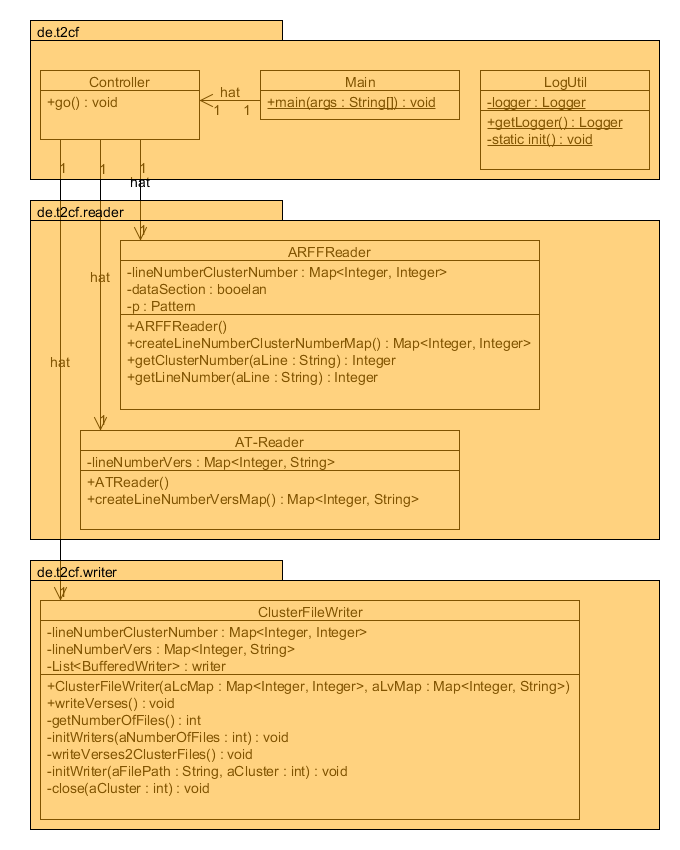 de.t2cf
Controller
+go() : void
hat
1
1
Main
+main(args : String[]) : void
LogUtil
-logger : Logger
+getLogger() : Logger
-static init() : void
1
1
1
hat
de.t2cf.reader
1
ARFFReader
-lineNumberClusterNumber : Map<Integer, Integer>
-dataSection : booelan
-p : Pattern
+ARFFReader()
+createLineNumberClusterNumberMap() : Map<Integer, Integer>
+getClusterNumber(aLine : String) : Integer
+getLineNumber(aLine : String) : Integer
hat
hat
1
AT-Reader
-lineNumberVers : Map<Integer, String>
+ATReader()
+createLineNumberVersMap() : Map<Integer, String>
de.t2cf.writer
1
ClusterFileWriter
-lineNumberClusterNumber : Map<Integer, Integer>
-lineNumberVers : Map<Integer, String>
-List<BufferedWriter> : writer
+ClusterFileWriter(aLcMap : Map<Integer, Integer>, aLvMap : Map<Integer, String>)
+writeVerses() : void
-getNumberOfFiles() : int
-initWriters(aNumberOfFiles : int) : void
-writeVerses2ClusterFiles() : void
-initWriter(aFilePath : String, aCluster : int) : void
-close(aCluster : int) : void